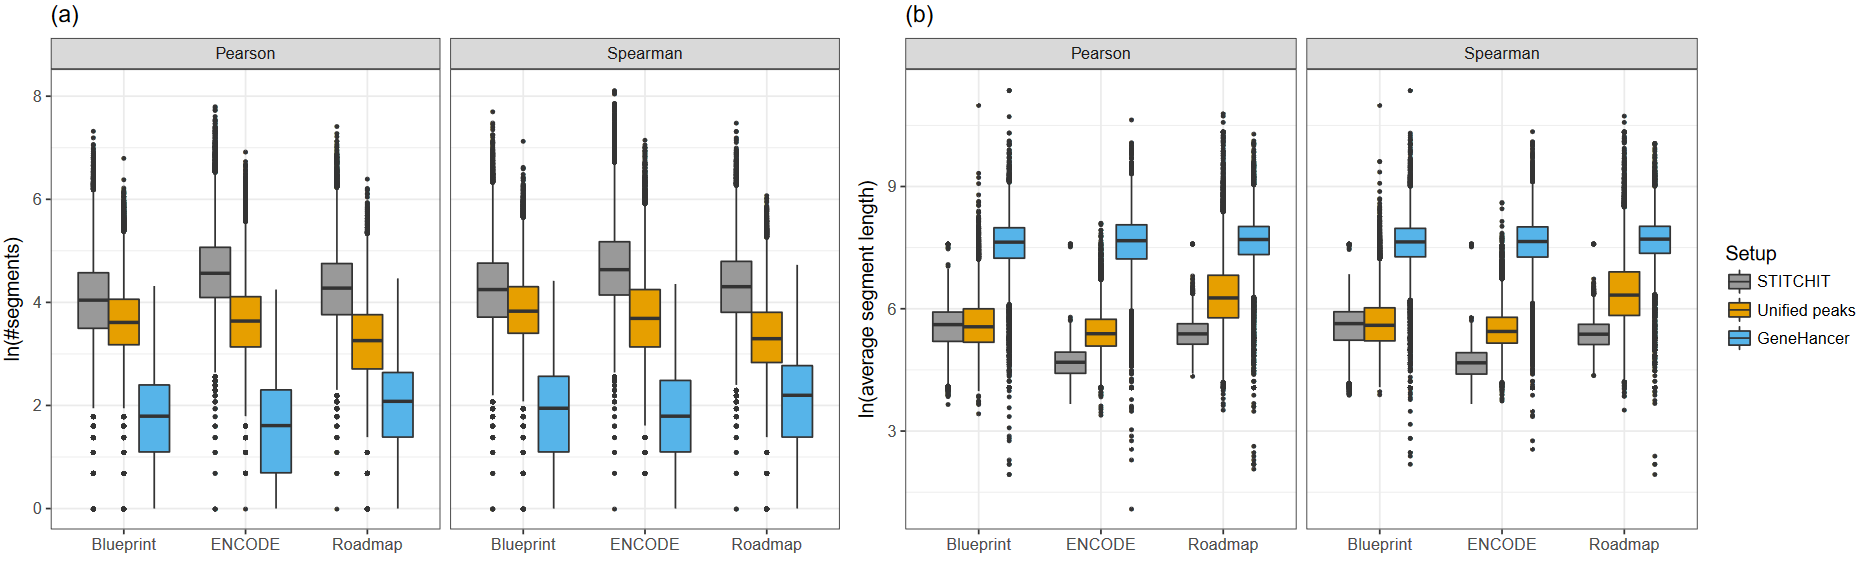 (a)
Pearson
Spearman
ln(#segments)
8
6
4
2
0
Blueprint
ENCODE
Roadmap
Blueprint
ENCODE
Roadmap
(b)
Pearson
Spearman
ln(average segment length)
9
6
3
Blueprint
ENCODE
Roadmap
Blueprint
ENCODE
Roadmap
Setup
STITCHIT
Unified peaks
GeneHancer